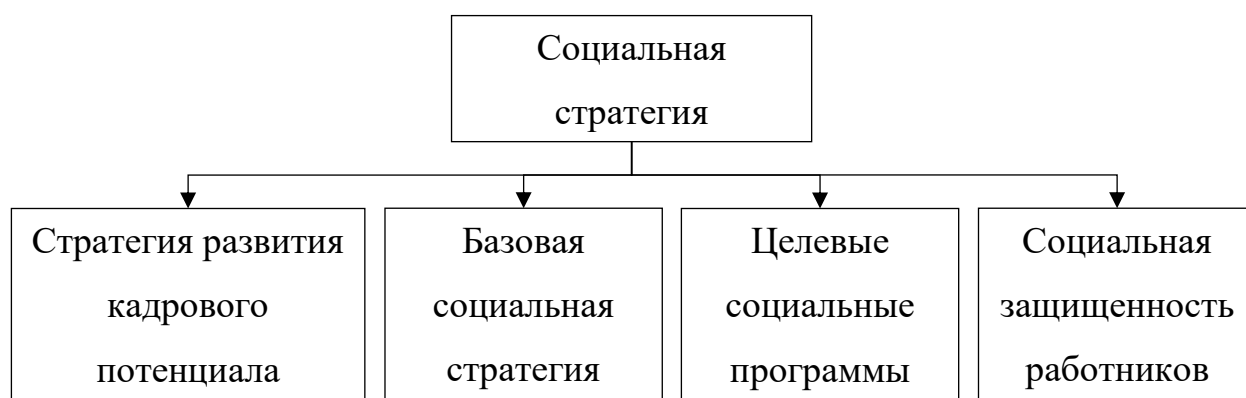 Социальная
стратегия
Стратегия развития
кадрового
потенциала
Базовая
социальная
стратегия
Целевые
социальные
программы
Социальная
защищенность
работников